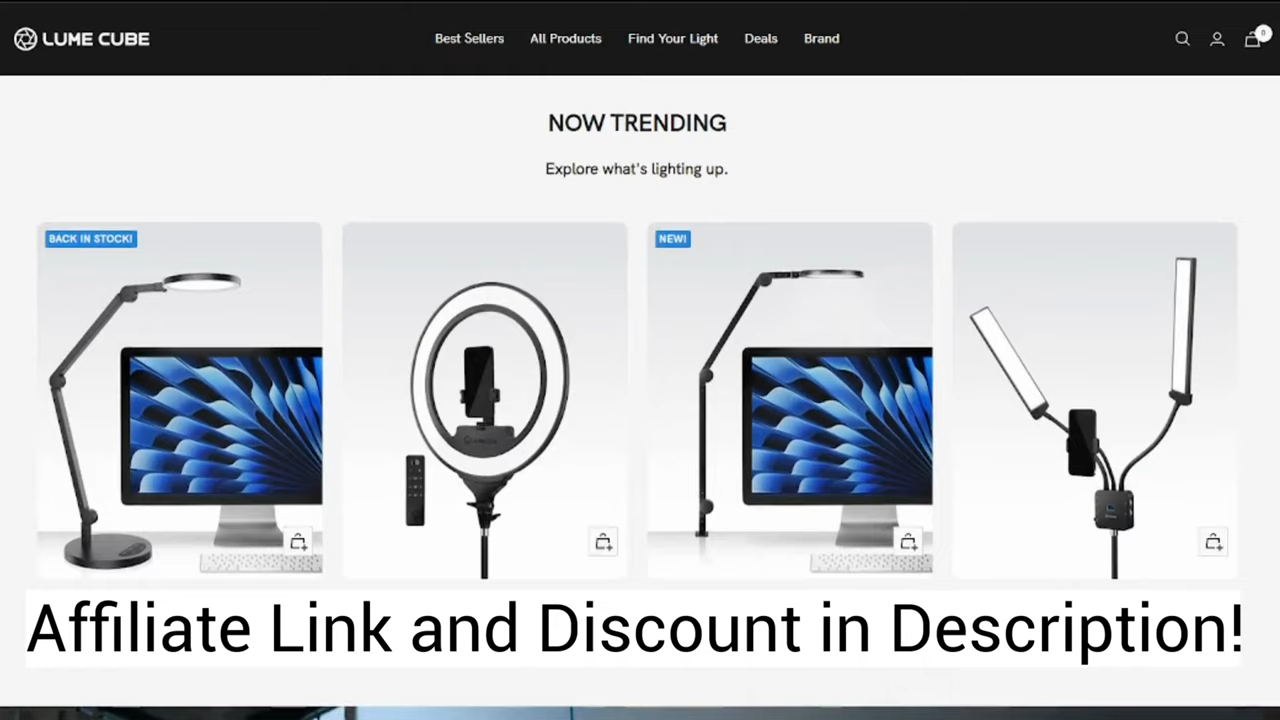 LUME CUBE
Best Sellers All Products Find Your Light Deals Brand
0
NOW TRENDING
Explore what's lighting up.
BACK IN STOCK!
NEW!
Affiliate Link and Discount in Description!